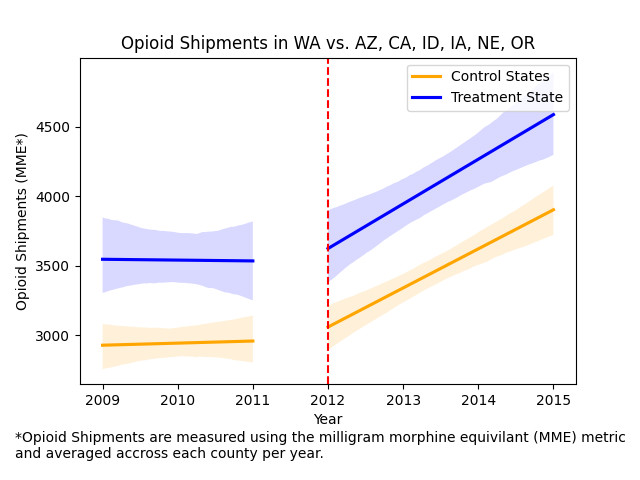 Opioid Shipments in WA vs. AZ, CA, ID, IA, NE, OR
Control States
Treatment State
Opioid Shipments (MME*)
4500
4000
3500
3000
2009 2010 2011 2012 2013 2014 2015
Year
*Opioid Shipments are measured using the milligram morphine equivilant (MME) metric
and averaged accross each county per year.